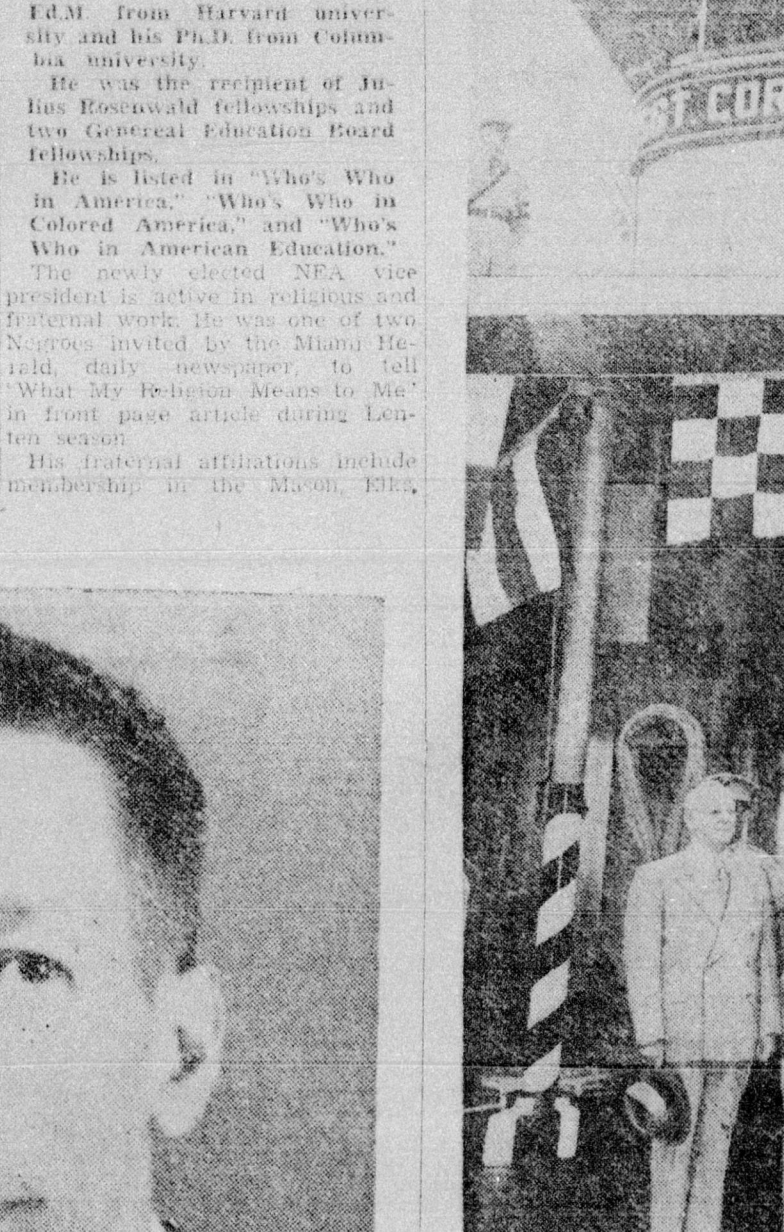 Ed.M. from Harvard univer-
sity and his Ph.D. from Colum-
bia university.
He was the recipient of Ju-
lius Rosenwald fellowships and
two Genereal Education Board
fellowships.
He is listed in "Who's Who
in America," "Who's Who in
Colored America," and "Who's
Who in American Education."
The newly elected NEA vice
president is active in religious and
fraternal work. He was one of two
Negroes invited by the Miami He-
rald, daily newspaper, to tell
"What My Religion Means to Me"
in front page article during Len-
ten season
His fraternal affiliations include
membership in the Mason, Elks,